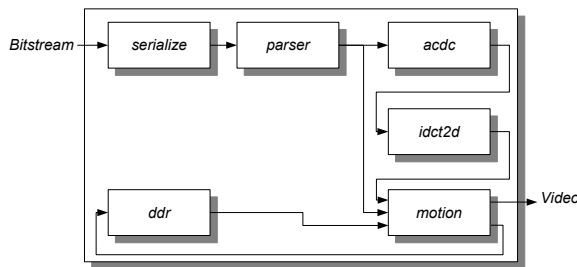 Bitstream
serialize
parser
acdc
idct2d
ddr
motion
Video